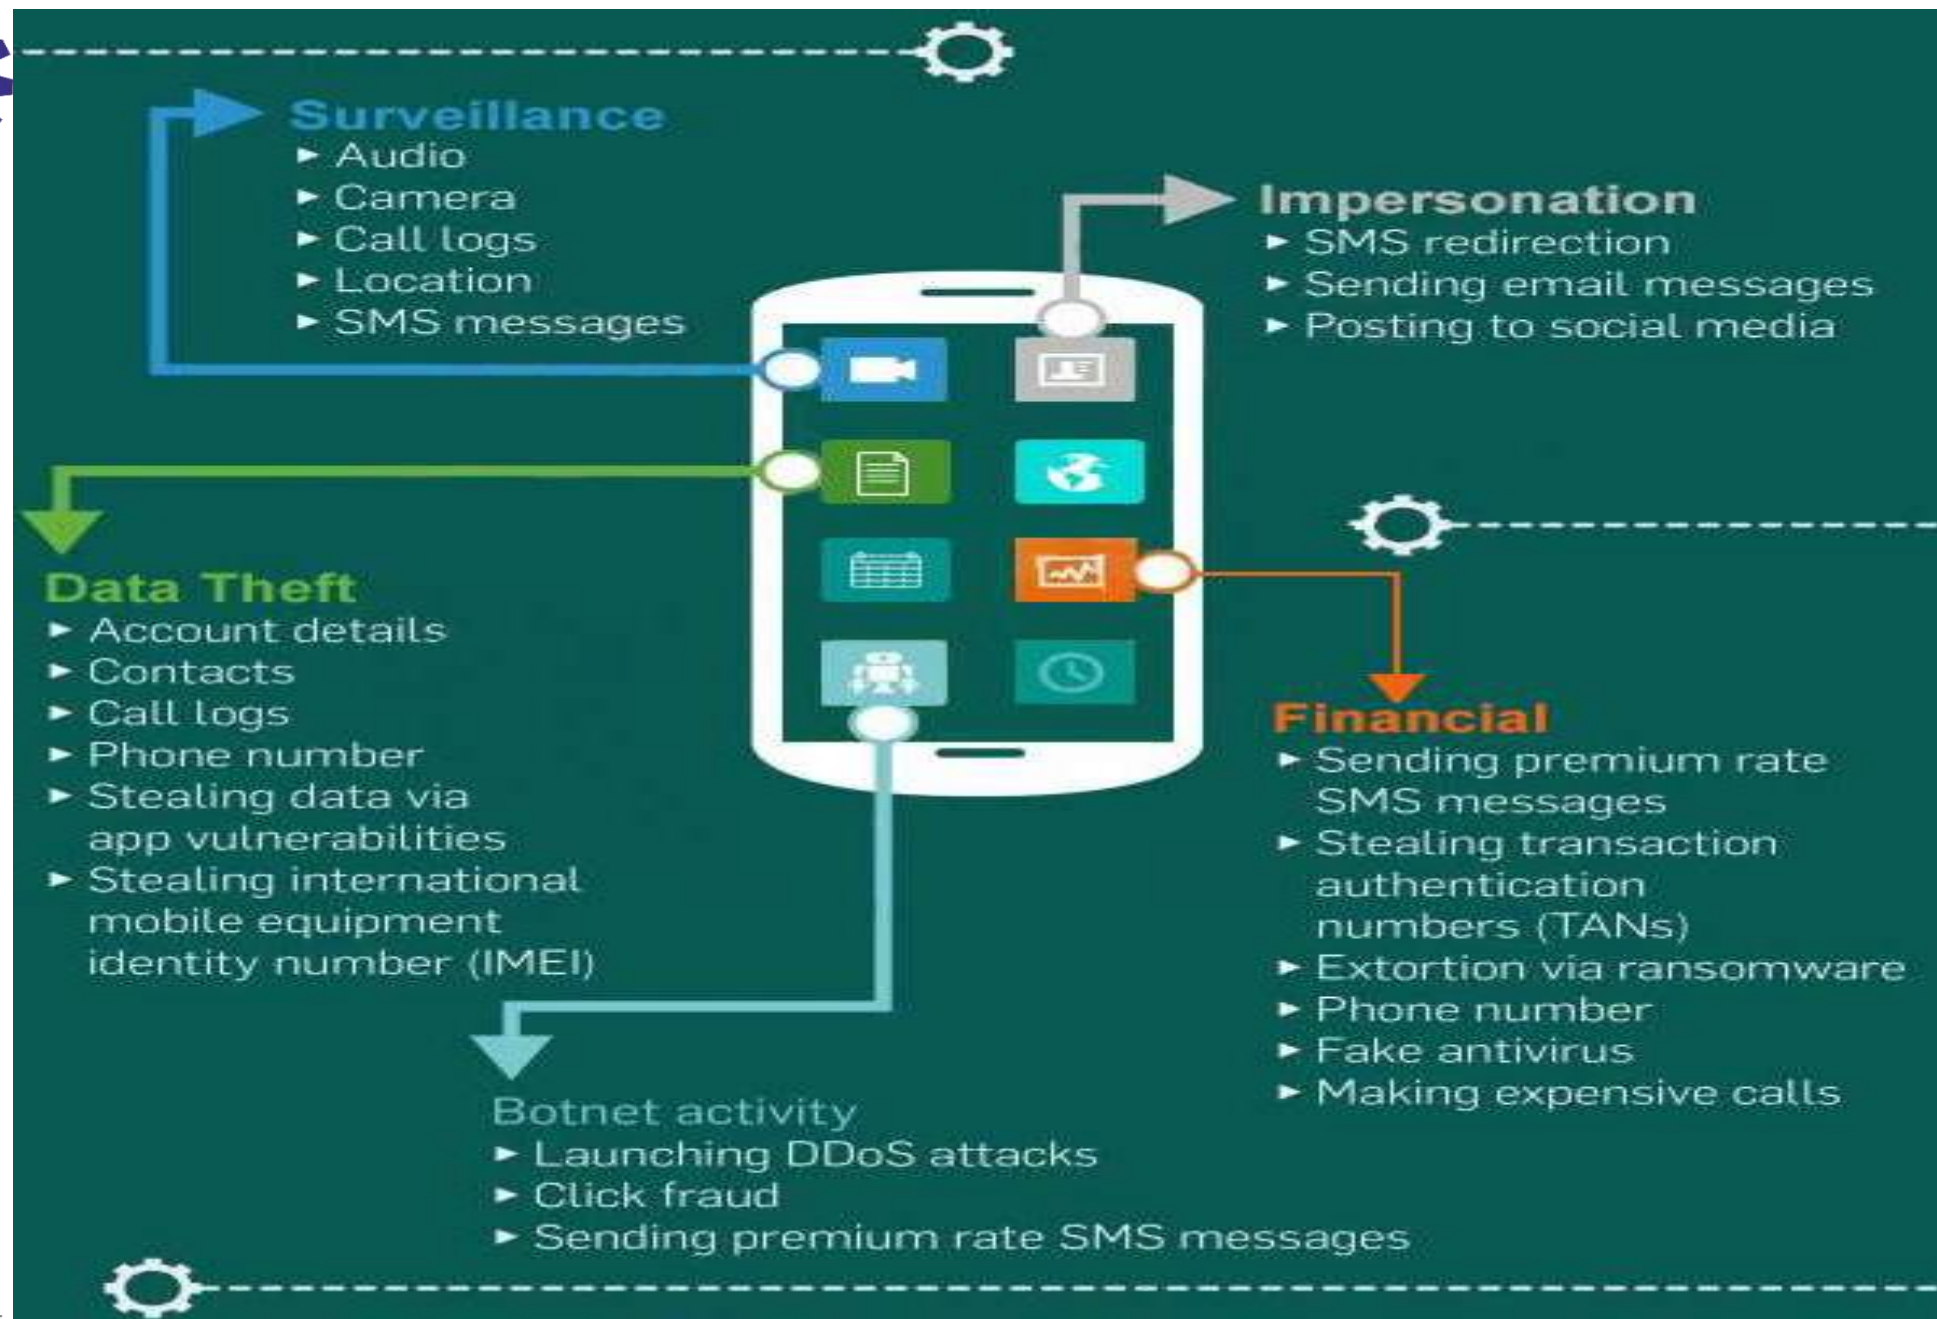 Surveillance
► Audio
► Camera
► Call logs
► Location
► SMS messages
Impersonation
► SMS redirection
► Sending email messages
► Posting to social media
Data Theft
► Account details
► Contacts
► Call logs
► Phone number
► Stealing data via
app vulnerabilities
► Stealing international
mobile equipment
identity number (IMEI)
Financial
► Sending premium rate
SMS messages
► Stealing transaction
authentication
numbers (TANs)
► Extortion via ransomware
► Phone number
► Fake antivirus
► Making expensive calls
Botnet activity
► Launching DDoS attacks
► Click fraud
► Sending premium rate SMS messages